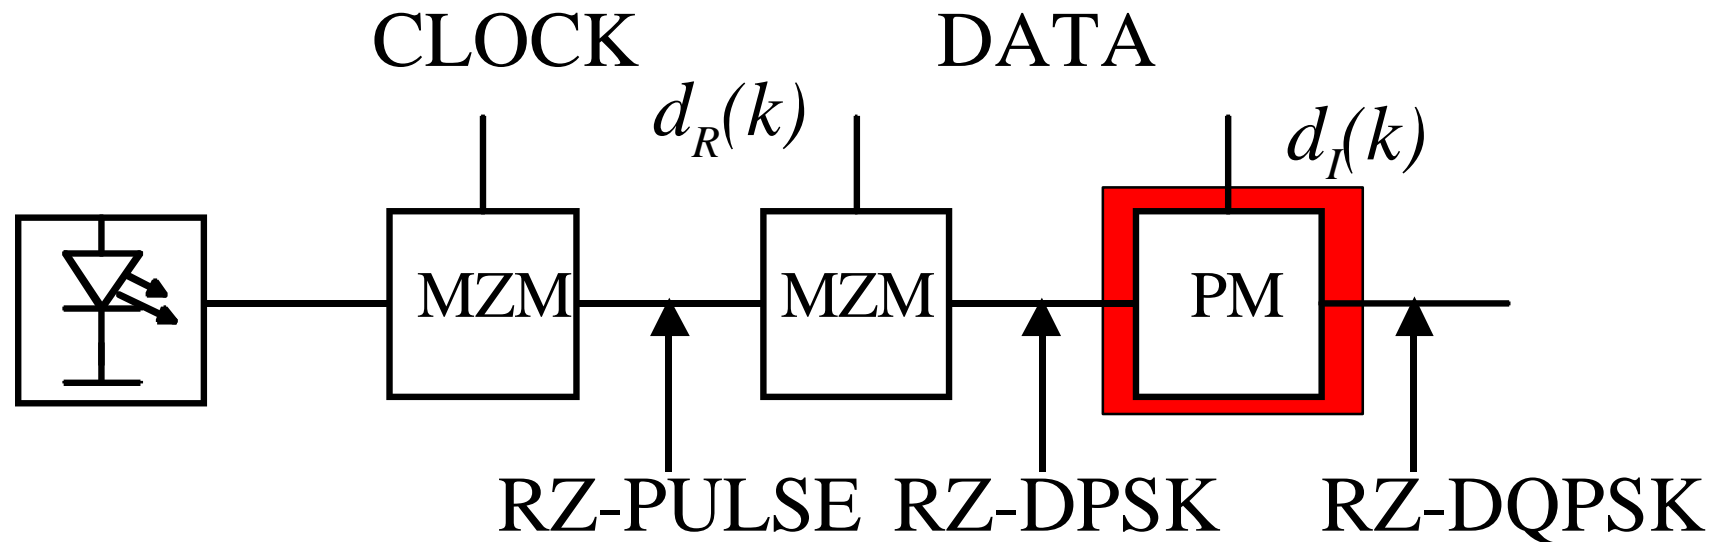 CLOCK DATA
d_R(k) d_I(k)
MZM MZM PM
RZ-PULSE RZ-DPSK RZ-DQPSK